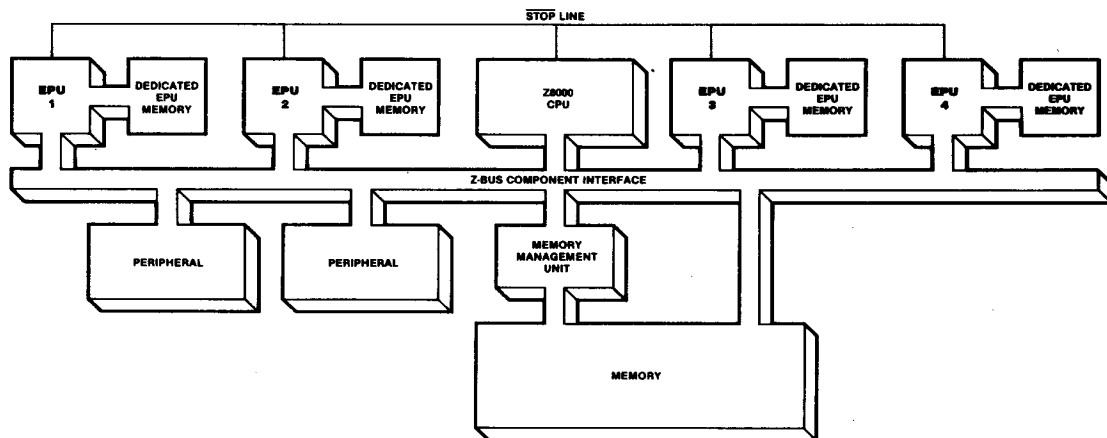 STOP LINE
EPU
1
DEDICATED
EPU
MEMORY
EPU
2
DEDICATED
EPU
MEMORY
Z8000
CPU
EPU
3
DEDICATED
EPU
MEMORY
EPU
4
DEDICATED
EPU
MEMORY
Z-BUS COMPONENT INTERFACE
PERIPHERAL
PERIPHERAL
MEMORY
MANAGEMENT
UNIT
MEMORY